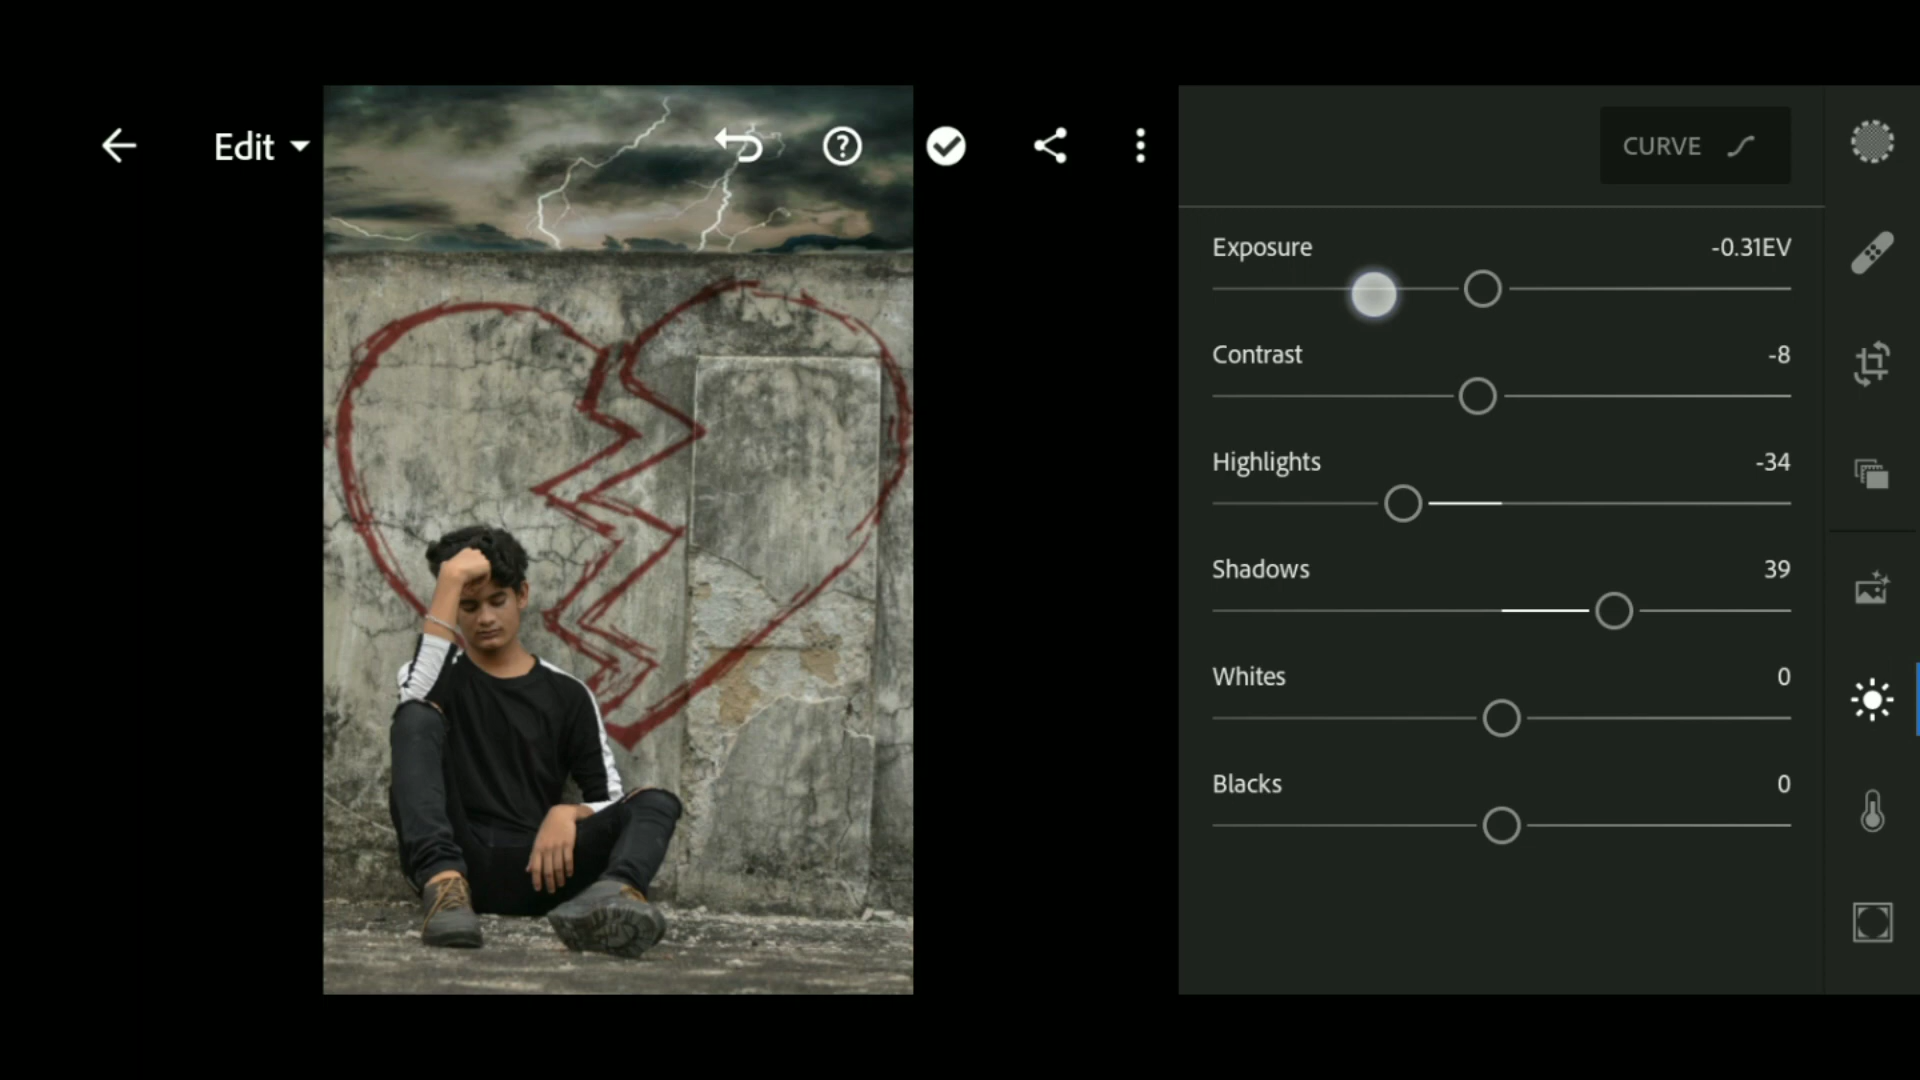 Edit
CURVE
Exposure -0.31EV
Contrast -8
Highlights -34
Shadows 39
Whites 0
Blacks 0